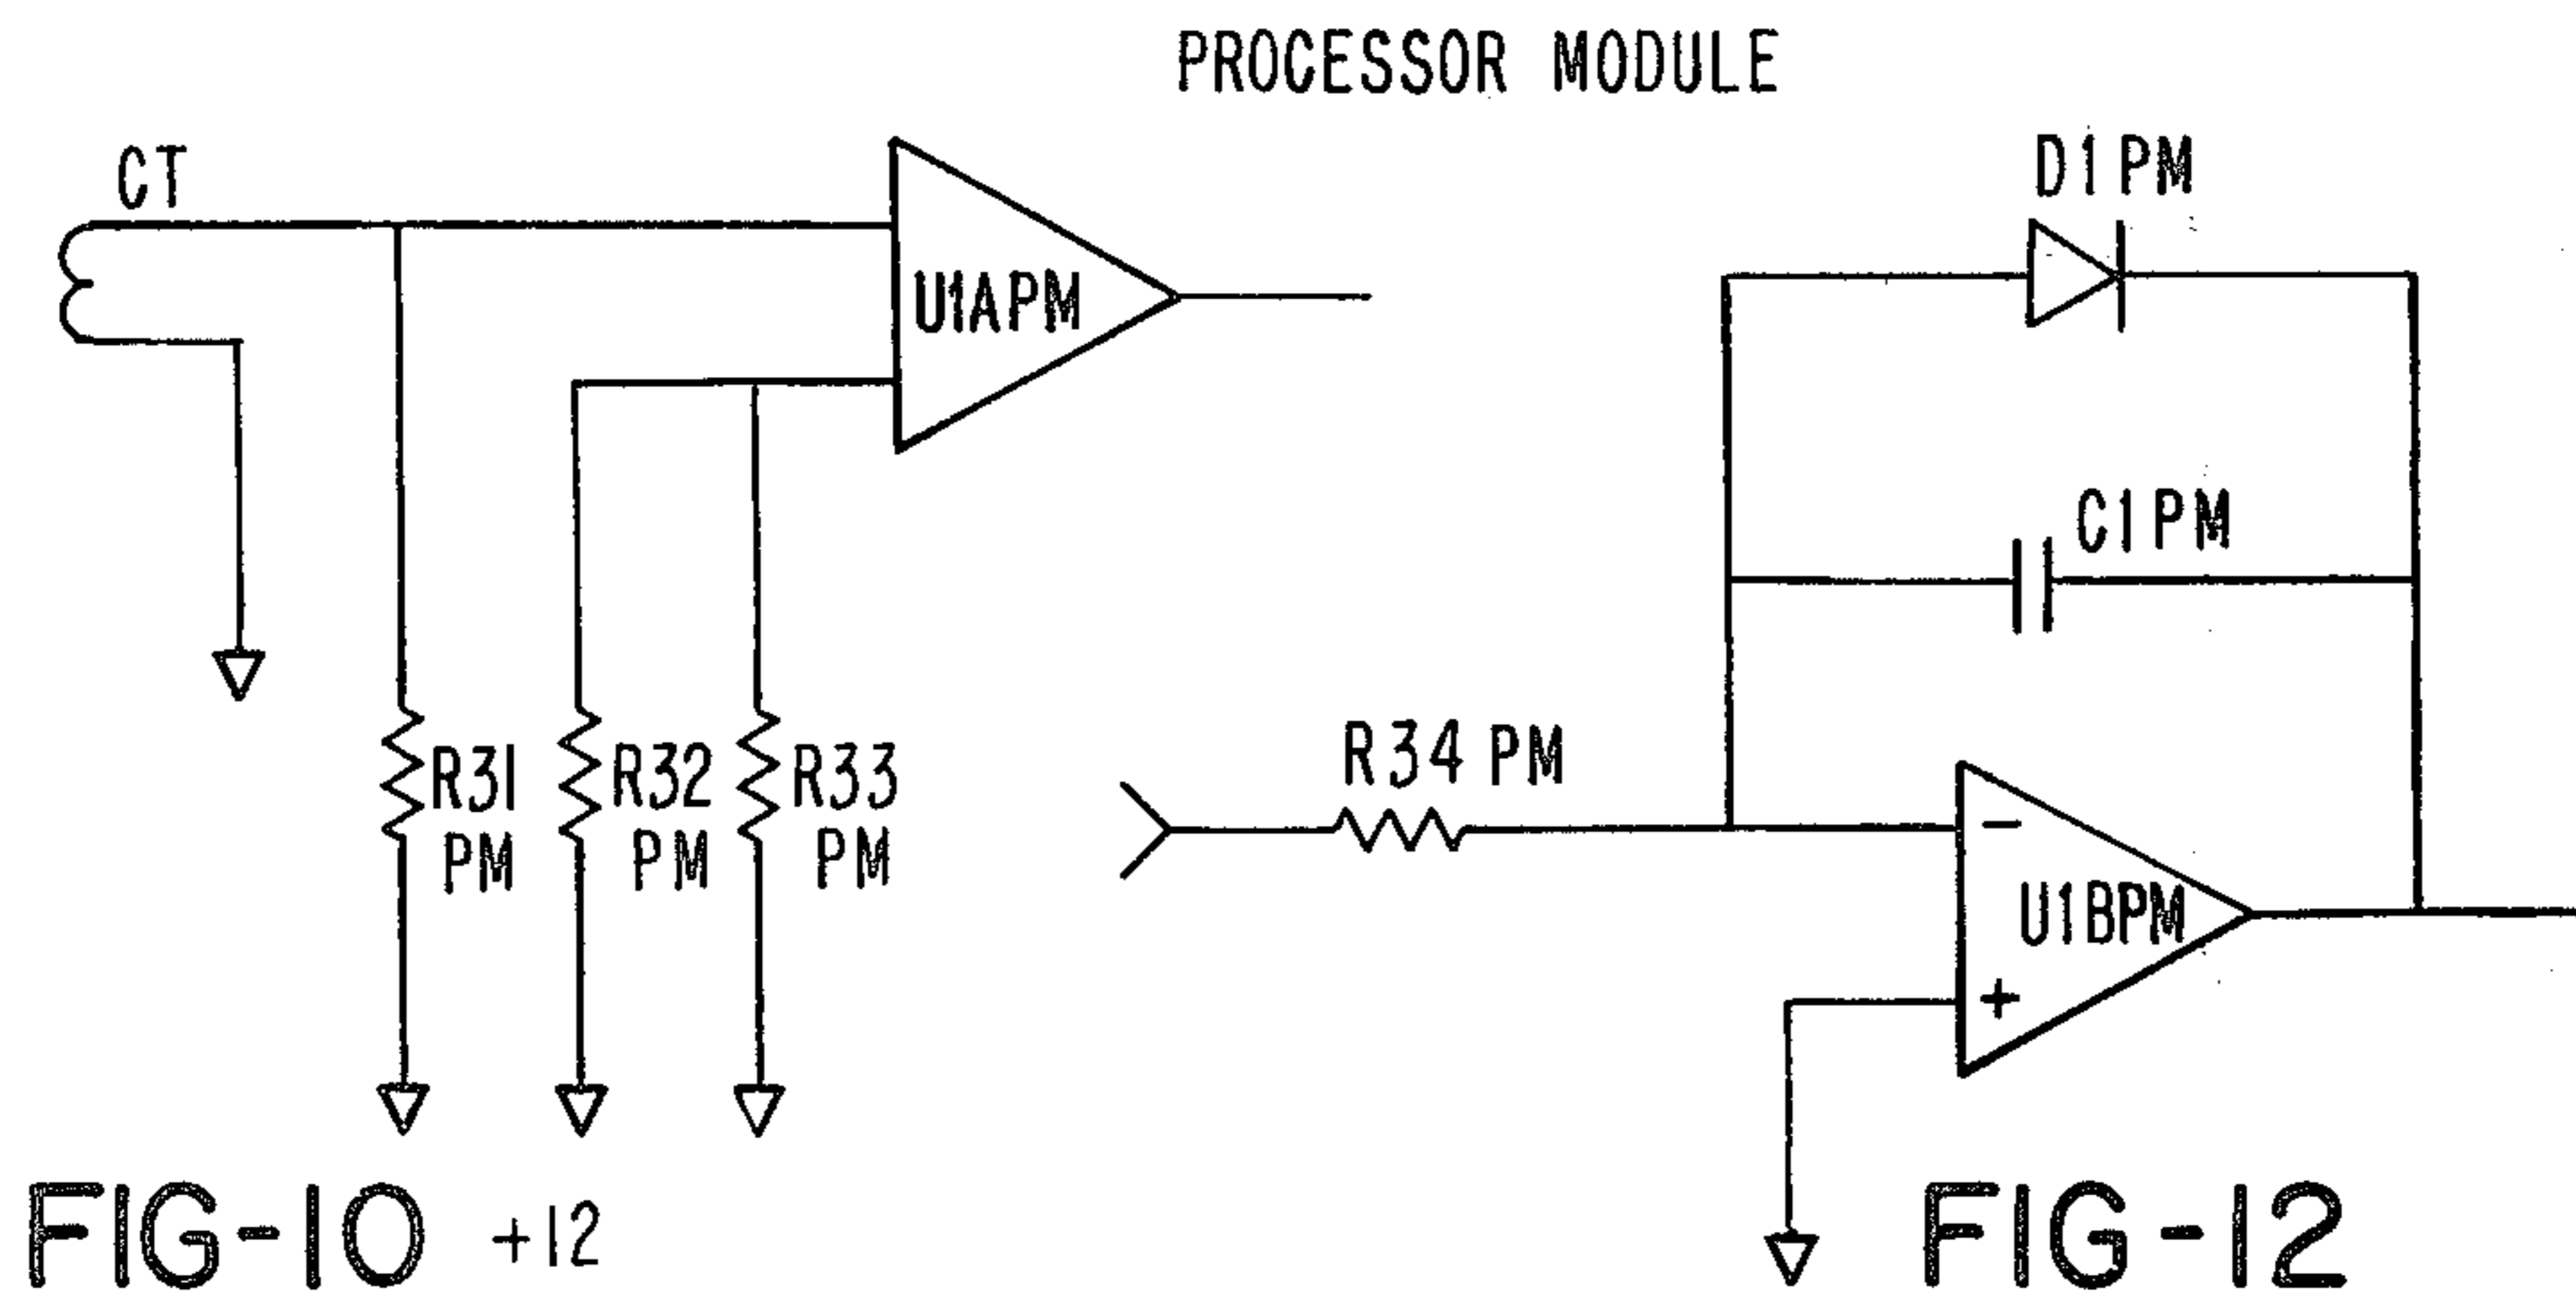 PROCESSOR MODULE
CT
U1APM
R31
PM
R32
PM
R33
PM
FIG-10
+12
D1PM
C1PM
R34 PM
-
U1BPM
+
FIG-12